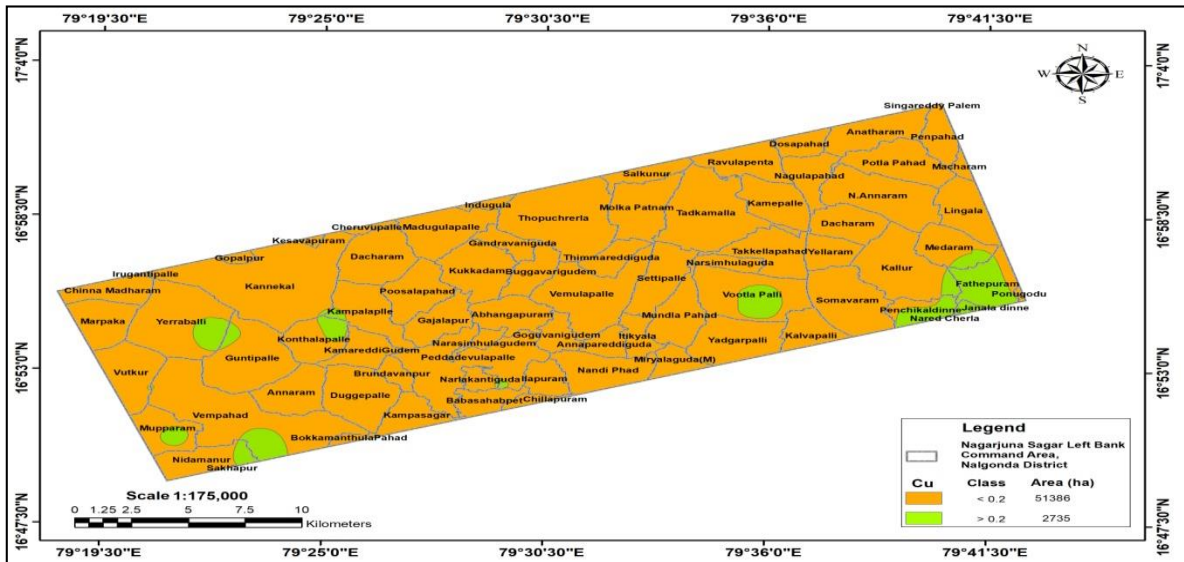 79°19'30"E 79°25'0"E 79°30'30"E 79°36'0"E 79°41'30"E
17°4'0"N
17°4'0"N
N
W E
S
Singareddy Palem
Anatharam
Penpahad
Dosapahad
Ravulapenta
Potla Pahad
Macharam
Salkunur
Nagulapahad
N.Annaram
Kamepalle
Indugula
Molka Patnam
Tadkamalla
Lingala
16°58'30"N
16°58'30"N
Thopuchrerla
Cheruvupalle
Madugulapalle
Dacharam
Kesavapuram
Gandravaniguda
Medaram
Takkellapahad
Yellaram
Gopalpur
Dacharam
Thimmareddiguda
Narsimhulaguda
Kallur
Irugantipalle
Kukkadam
Buggavarigudem
Settipalle
Fathepuram
Kannekal
Chinna Madharam
Poosalapahad
Vemulapalle
Vootla Palli
Somavaram
Ponugodu
Marpaka
Yerraballi
Kampalaplle
Gajalapur
Abhangapuram
Mundla Pahad
Penchikaldinne
Janala dinne
Nared Cherla
Konthalapalle
Goguvanigudem
Itikyala
Yadgarpalli
Kalvapalli
Narasimhulagudem
Annapareddiguda
Guntipalle
KamareddiGudem
Peddadevulapalle
Miryalaguda(M)
16°53'0"N
16°53'0"N
Vutkur
Brundavanpur
Narlakantiguda
Ilapuram
Nandi Phad
Annaram
Duggepalle
Babasahabpet
Chillapuram
Vempahad
Kampasagar
Mupparam
BokkamanthulaPahad
Nidamanur
Sakhapur
Legend
Nagarjuna Sagar Left Bank
Command Area,
Nalgonda District
Cu Class Area (ha)
< 0.2 51386
> 0.2 2735
Scale 1:175,000
0 1.25 2.5 5 7.5 10
Kilometers
16°47'30"N
16°47'30"N
79°19'30"E 79°25'0"E 79°30'30"E 79°36'0"E 79°41'30"E